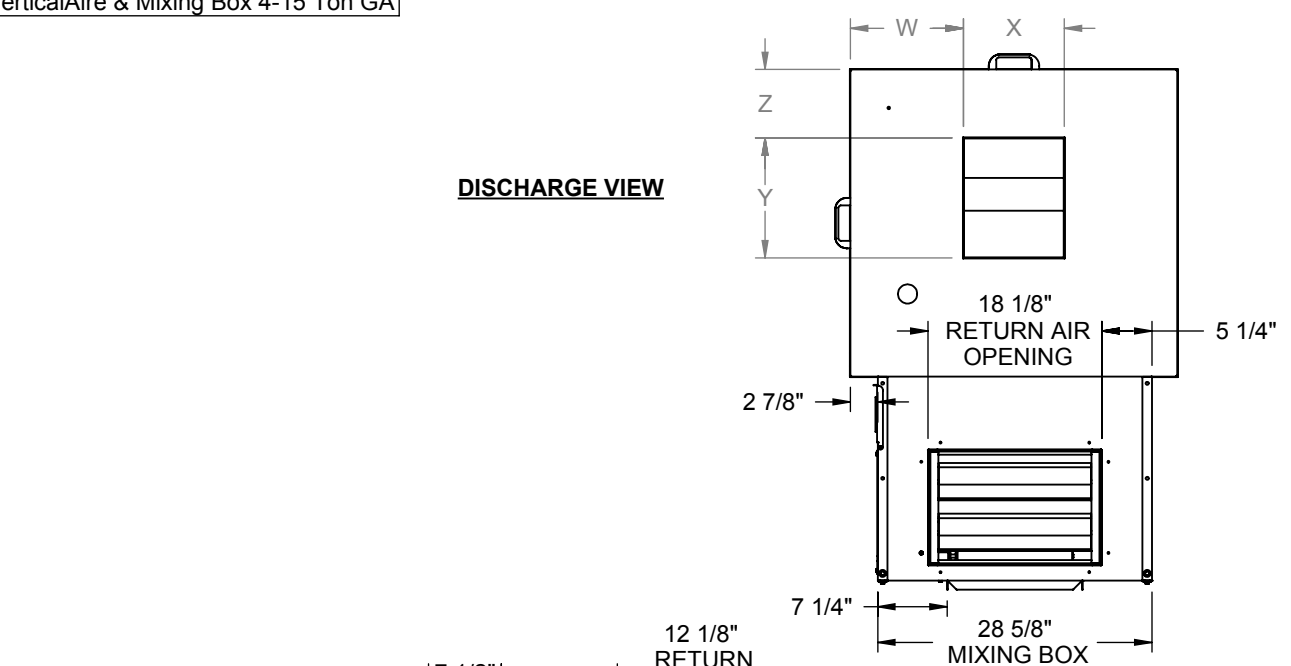 & Mixing Box 4-15 Ton GA
W X
Z
DISCHARGE VIEW
Y
18 1/8"
RETURN AIR
OPENING
5 1/4"
2 7/8"
7 1/4"
28 5/8"
MIXING BOX
12 1/8"
RETURN